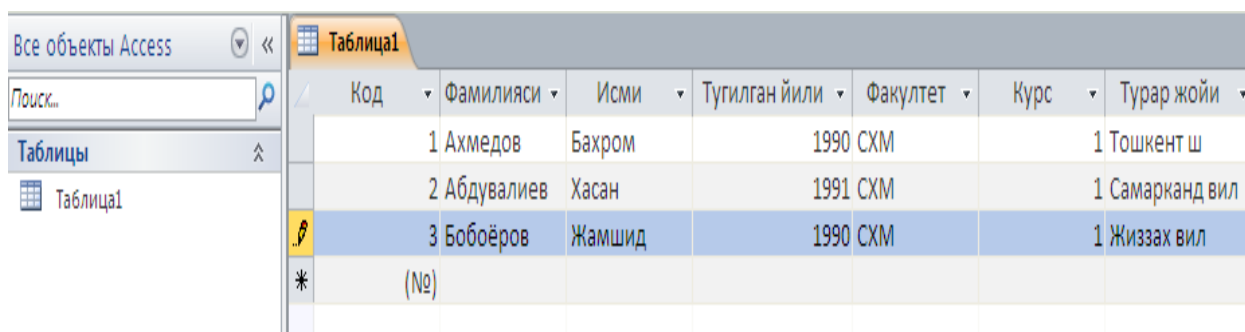 Все объекты Access
Поиск...
Таблицы
Таблица1
Таблица1
Код Фамилияси Исми Тугилган йили Факултет Курс Турар жойи
1 Ахмедов Бахром 1990 СХМ 1 Тошкент ш
2 Абдувалиев Хасан 1991 СХМ 1 Самарканд вил
3 Бобоёров Жамшид 1990 СХМ 1 Жиззах вил
(№)